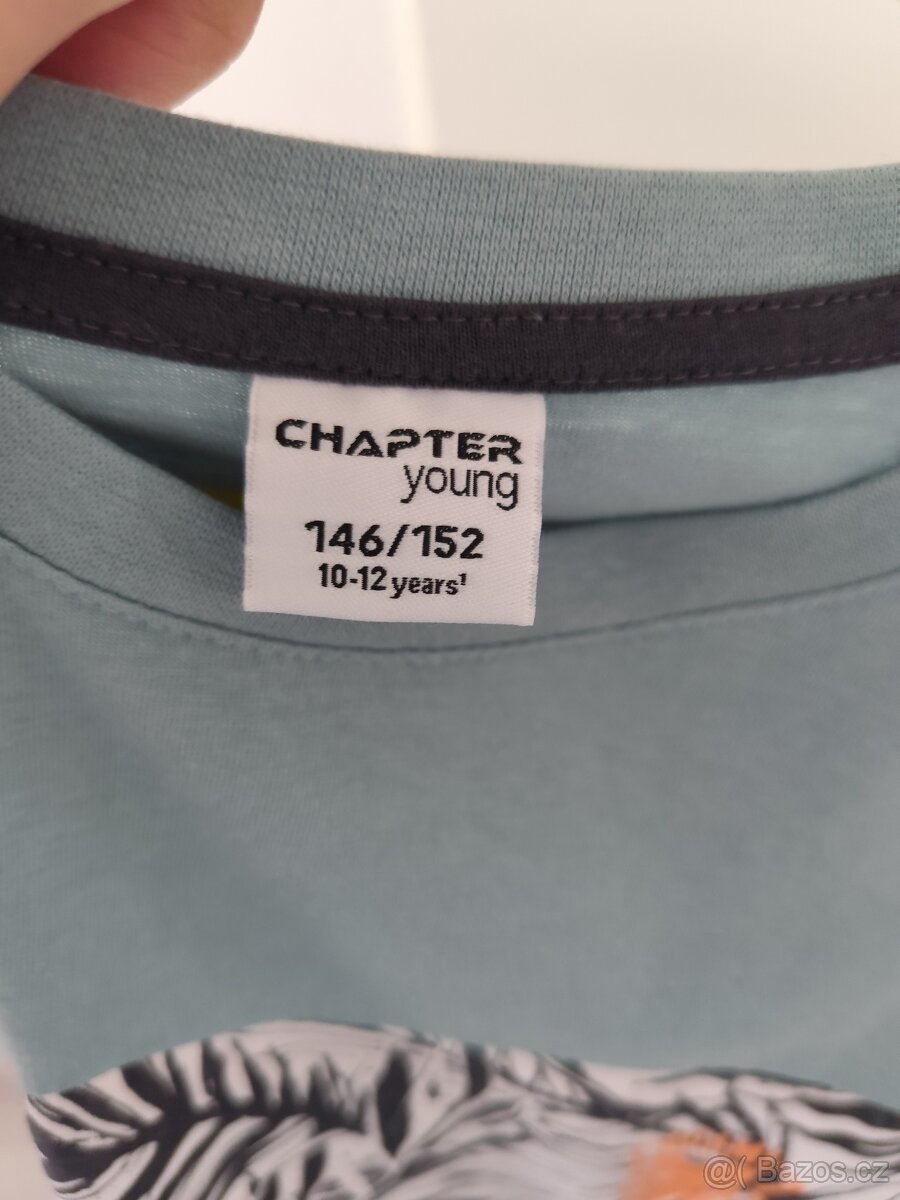 CHAPTER
young
146/152
10-12 years¹
@( Bazos.cz